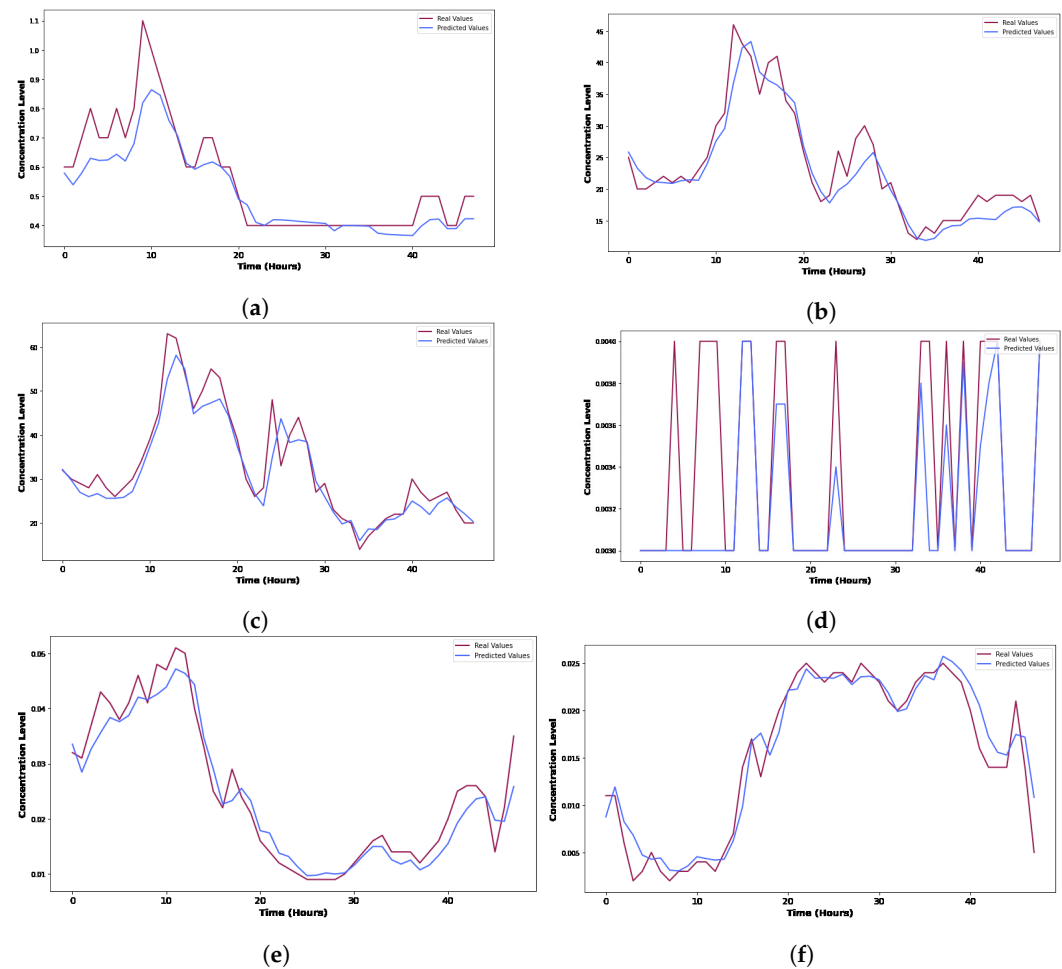 Real Values
Predicted Values
Concentration Level
1.1
1.0
0.9
0.8
0.7
0.6
0.5
0.4
0 10 20 30 40
Time (Hours)
(a)
Real Values
Predicted Values
Concentration Level
45
40
35
30
25
20
15
0 10 20 30 40
Time (Hours)
(b)
Real Values
Predicted Values
Concentration Level
60
50
40
30
20
0 10 20 30 40
Time (Hours)
(c)
Real Values
Predicted Values
Concentration Level
0.0040
0.0038
0.0036
0.0034
0.0032
0.0030
0 10 20 30 40
Time (Hours)
(d)
Real Values
Predicted Values
Concentration Level
0.05
0.04
0.03
0.02
0.01
0 10 20 30 40
Time (Hours)
(e)
Real Values
Predicted Values
Concentration Level
0.025
0.020
0.015
0.010
0.005
0 10 20 30 40
Time (Hours)
(f)